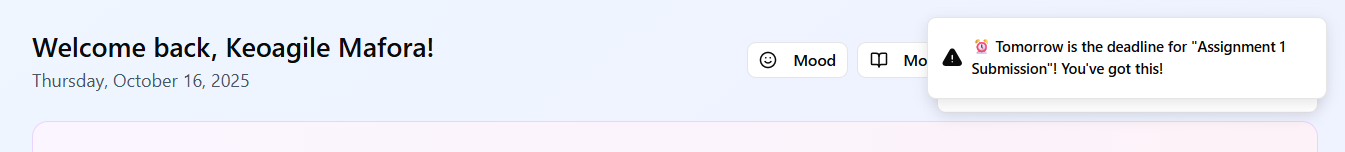 Welcome back, Keoagile Mafora!
Thursday, October 16, 2025
Mood
Mo
⏰ Tomorrow is the deadline for "Assignment 1
Submission"! You've got this!